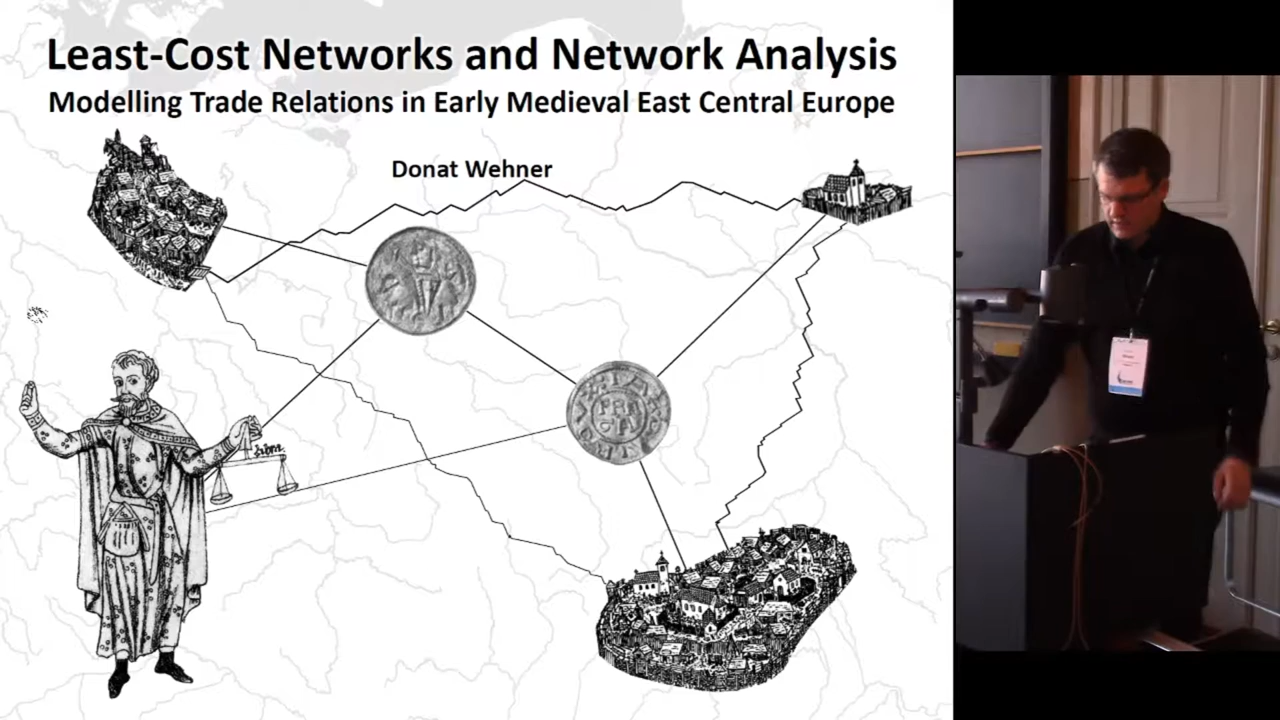 Least-Cost Networks and Network Analysis
Modelling Trade Relations in Early Medieval East Central Europe
Donat Wehner